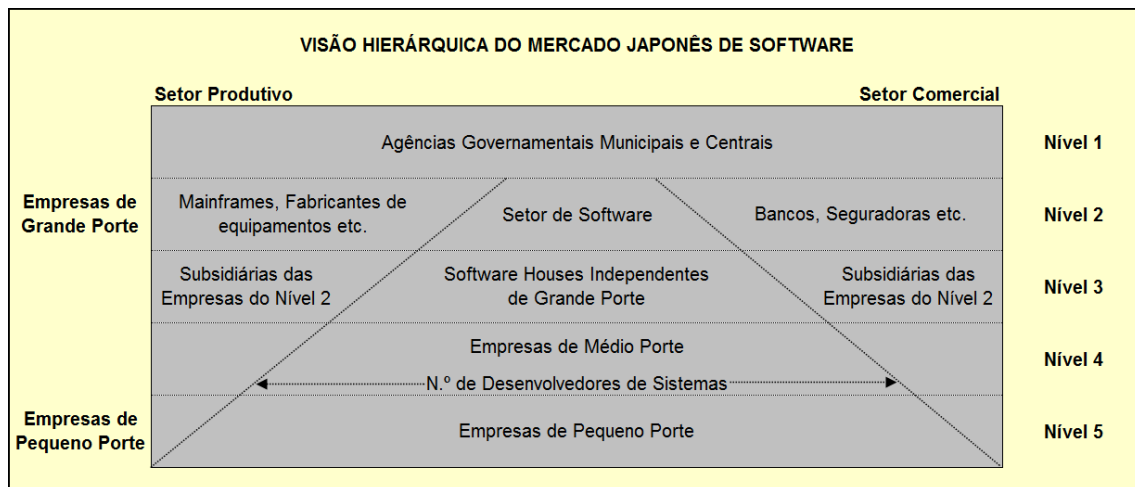 VISÃO HIERÁRQUICA DO MERCADO JAPONÊS DE SOFTWARE
Setor Produtivo
Setor Comercial
Agências Governamentais Municipais e Centrais
Nível 1
Empresas de
Grande Porte
Mainframes, Fabricantes de
equipamentos etc.
Setor de Software
Bancos, Seguradoras etc.
Nível 2
Subsidiárias das
Empresas do Nível 2
Software Houses Independentes
de Grande Porte
Subsidiárias das
Empresas do Nível 2
Nível 3
Empresas de Médio Porte
Nível 4
N.º de Desenvolvedores de Sistemas
Empresas de
Pequeno Porte
Empresas de Pequeno Porte
Nível 5